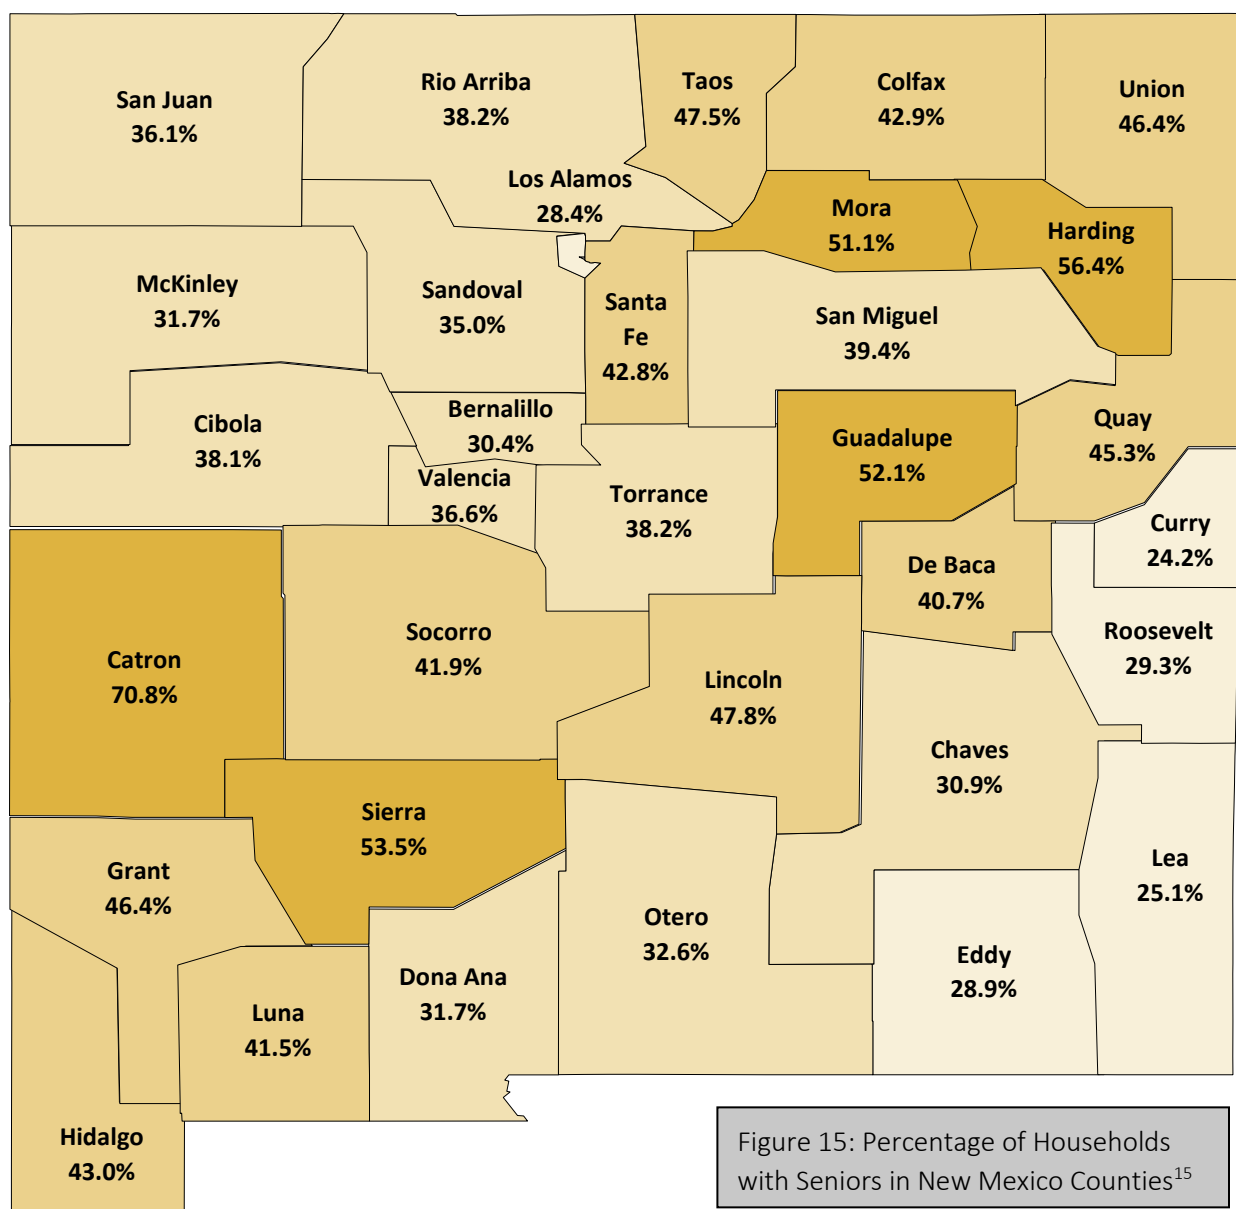 San Juan
36.1%
Rio Arriba
38.2%
Taos
47.5%
Colfax
42.9%
Union
46.4%
Los Alamos
28.4%
Mora
51.1%
Harding
56.4%
McKinley
31.7%
Sandoval
35.0%
Santa
Fe
42.8%
San Miguel
39.4%
Cibola
38.1%
Bernalillo
30.4%
Guadalupe
52.1%
Quay
45.3%
Valencia
36.6%
Torrance
38.2%
Curry
24.2%
De Baca
40.7%
Roosevelt
29.3%
Catron
70.8%
Socorro
41.9%
Lincoln
47.8%
Chaves
30.9%
Sierra
53.5%
Grant
46.4%
Lea
25.1%
Otero
32.6%
Eddy
28.9%
Dona Ana
31.7%
Luna
41.5%
Hidalgo
43.0%
Figure 15: Percentage of Households
with Seniors in New Mexico Counties15